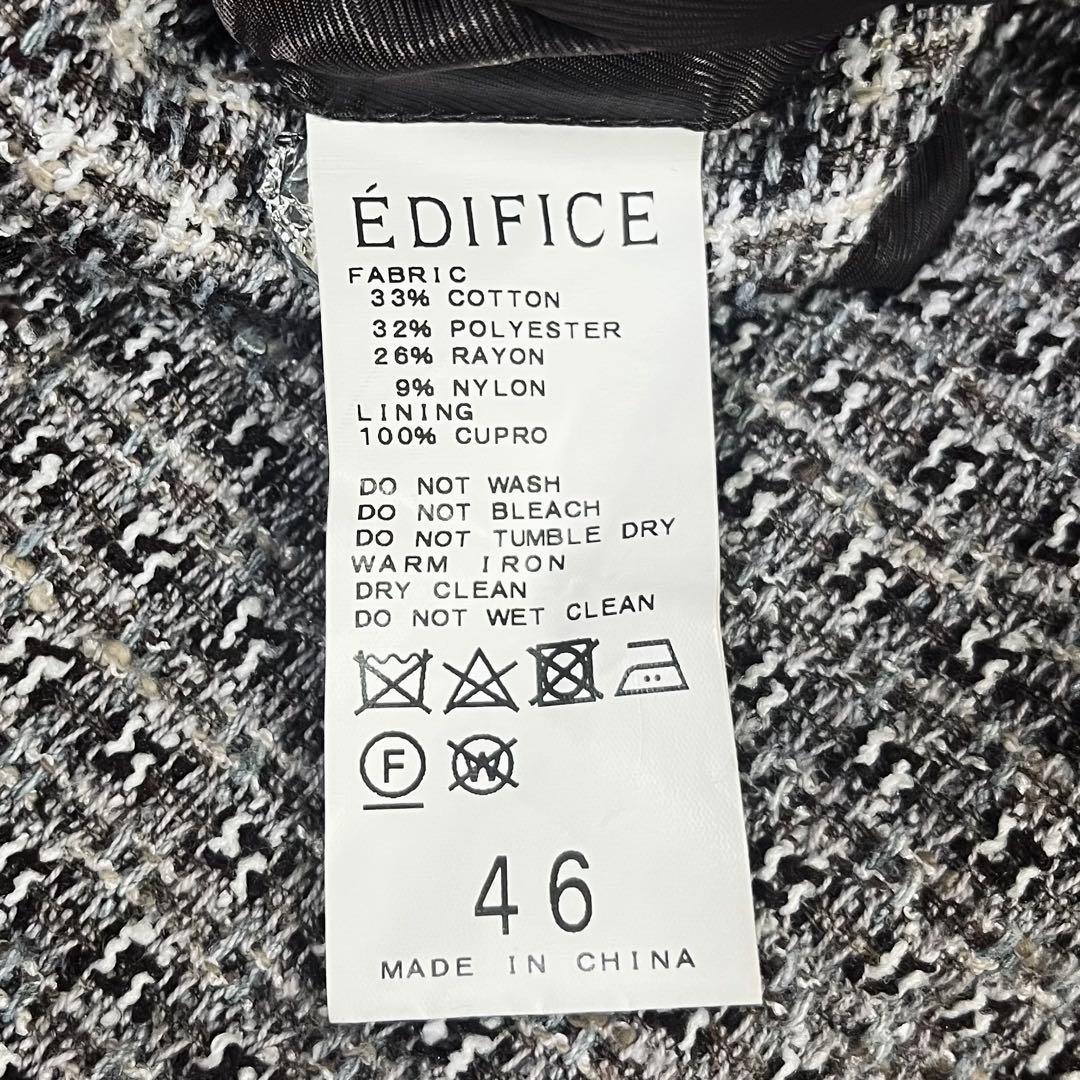 ÉDIFICE
FABRIC
33% COTTON
32% POLYESTER
26% RAYON
9% NYLON
LINING
100% CUPRO
DO NOT WASH
DO NOT BLEACH
DO NOT TUMBLE DRY
WARM IRON
DRY CLEAN
DO NOT WET CLEAN
F W
46
MADE IN CHINA